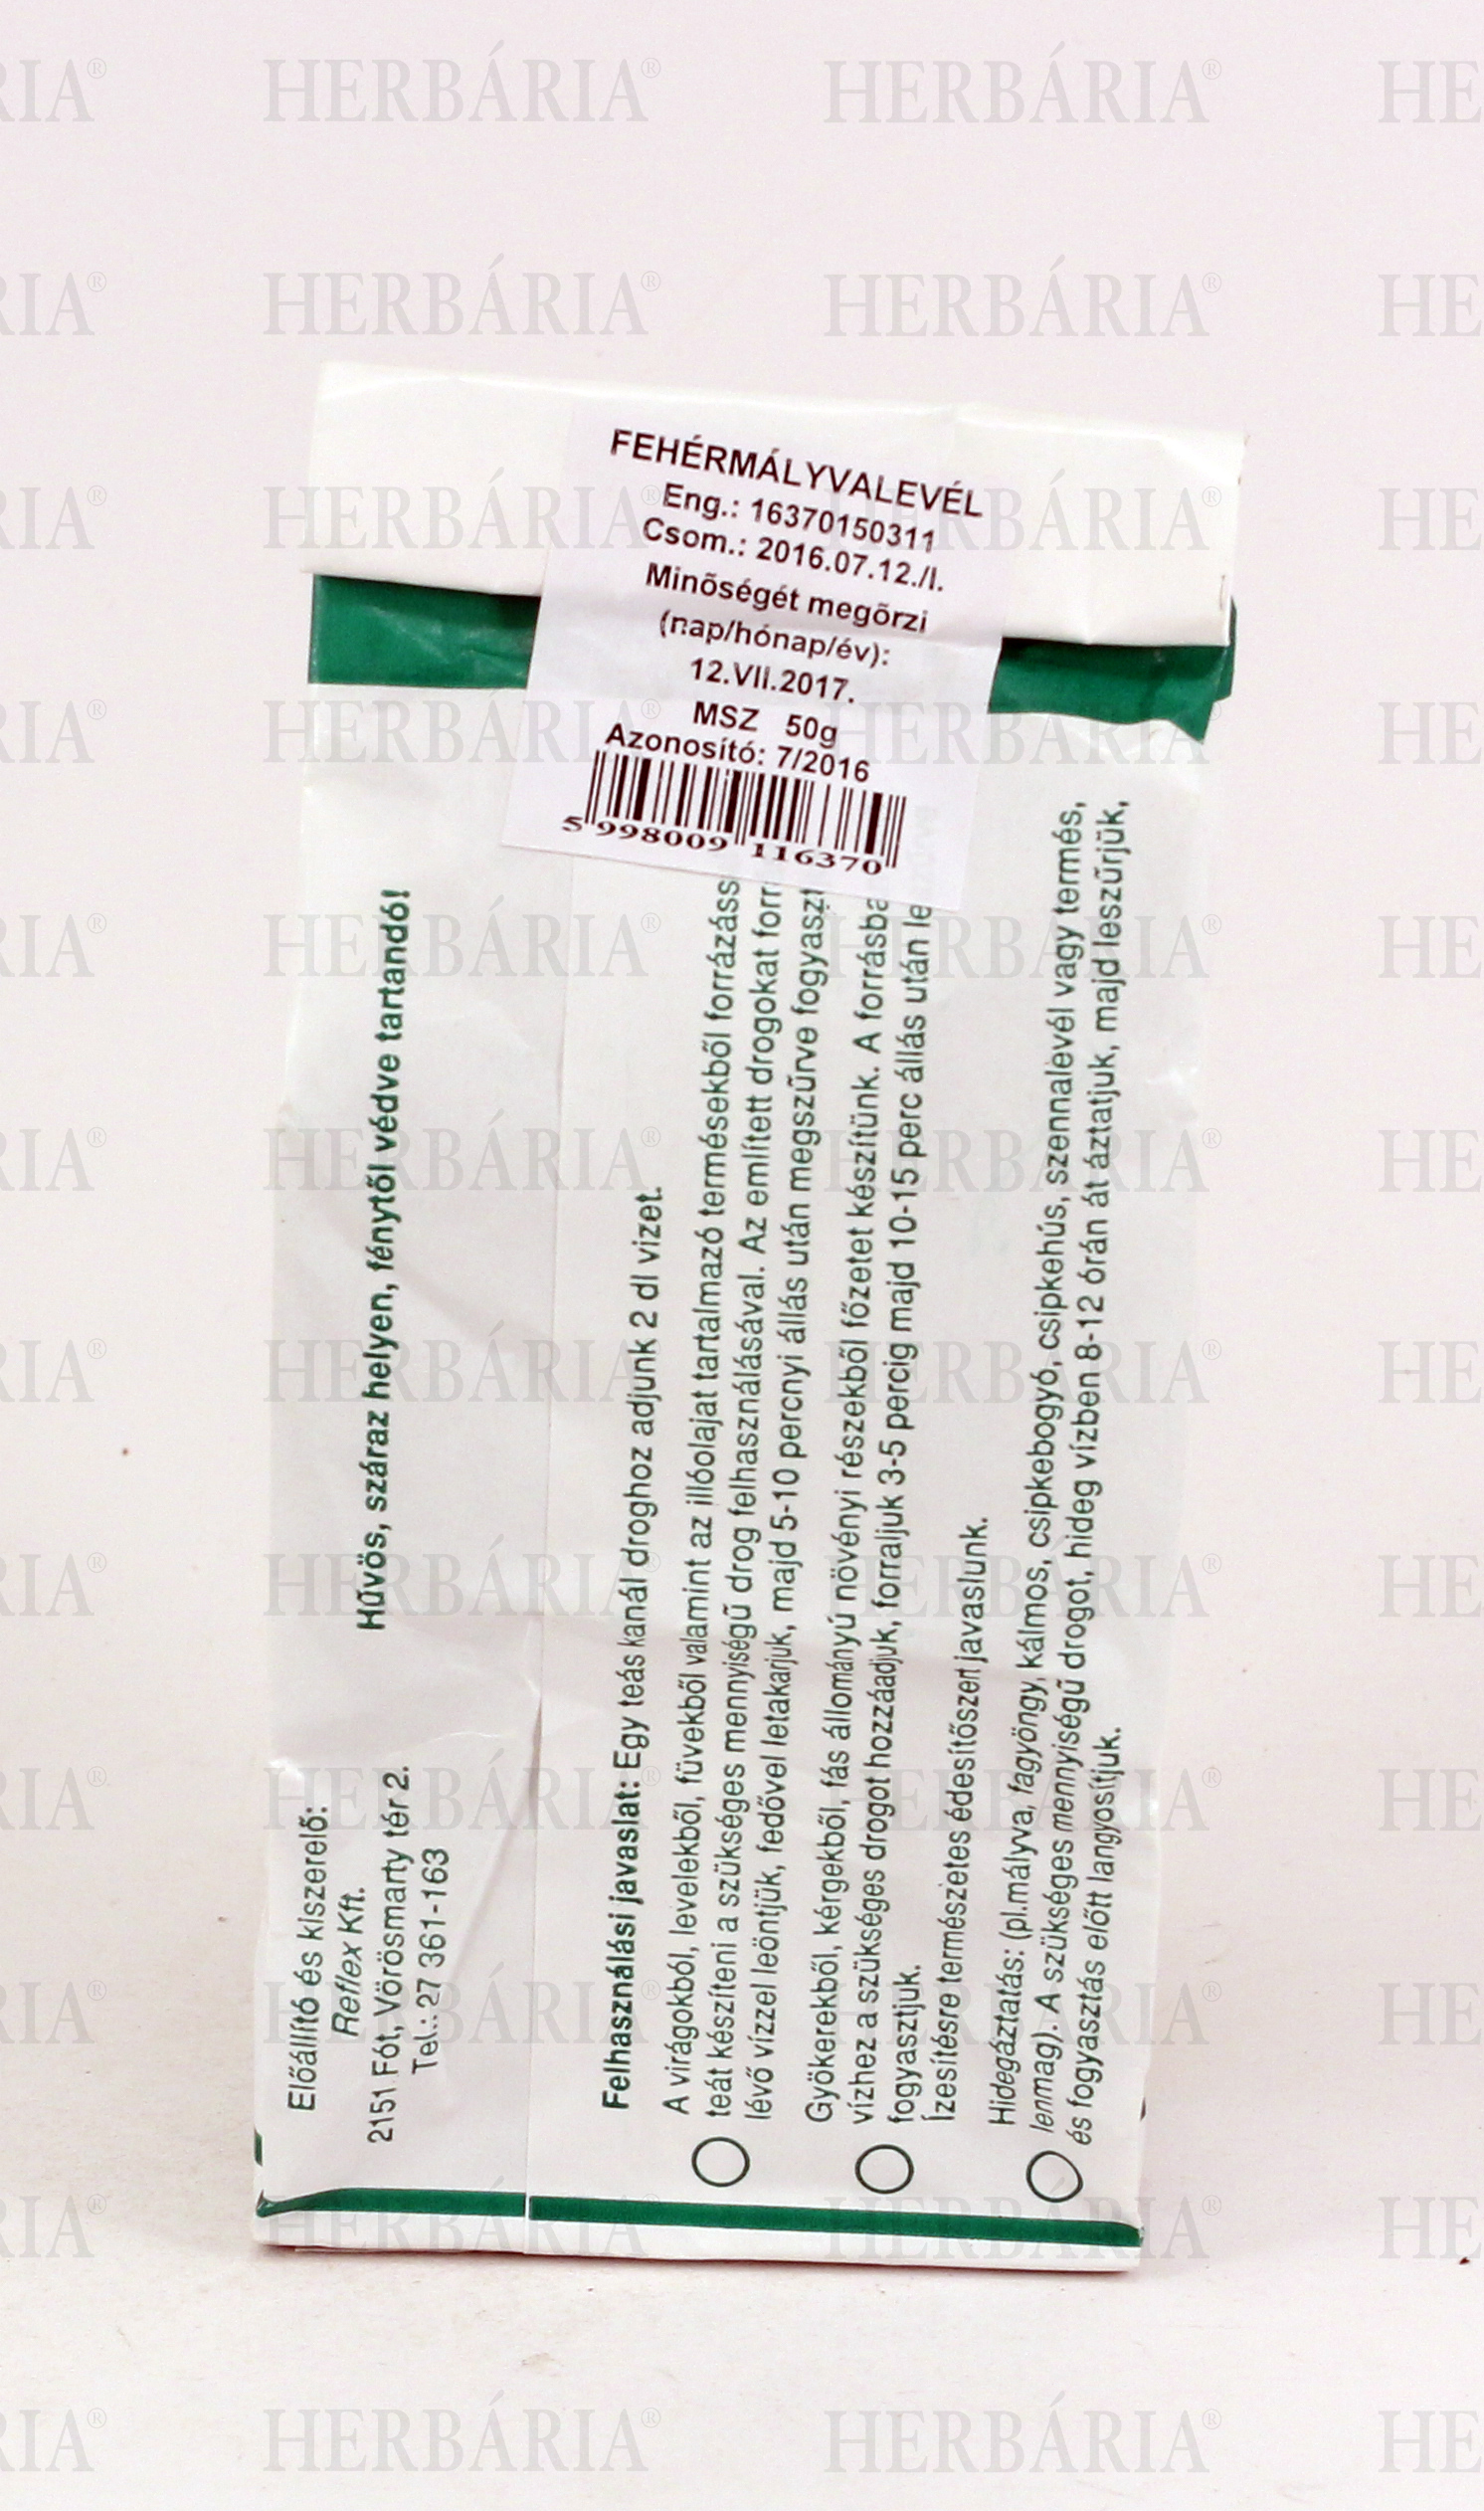 FEHÉRMÁLYVALEVÉL
Eng.: 16370150311
Csom.: 2016.07.12./I.
Minõségét megõrzi
(nap/hónap/év):
12.VII.2017.
MSZ 50g
Azonosító: 7/2016
5 998009 116370
Előállító és kiszerelő:
Reflex Kft.
2151 Fót, Vörösmarty tér 2.
Tel.: 27 361-163
Hűvös, száraz helyen, fénytől védve tartandó!
Felhasználási javaslat: Egy teás kanál droghoz adjunk 2 dl vizet.
A virágokból, levelekből, füvekből valamint az illóolajat tartalmazó termésekből forrázáss
teát készíteni a szükséges mennyiségű drog felhasználásával. Az említett drogokat forr
lévő vízzel leöntjük, fedővel letakarjuk, majd 5-10 percnyi állás után megszűrve fogyaszt
Gyökerekből, kérgekből, fás állományú növényi részekből főzetet készítünk. A forrásba
vízhez a szükséges drogot hozzáadjuk, forraljuk 3-5 percig majd 10-15 perc állás után le
fogyasztjuk.
Ízesítésre természetes édesítőszert javaslunk.
Hidegáztatás: (pl.mályva, fagyöngy, kálmos, csipkebogyó, csipkehús, szennalevél vagy termés,
lenmag). A szükséges mennyiségű drogot, hideg vízben 8-12 órán át áztatjuk, majd leszűrjük,
és fogyasztás előtt langyosítjuk.
HERBÁRIA®